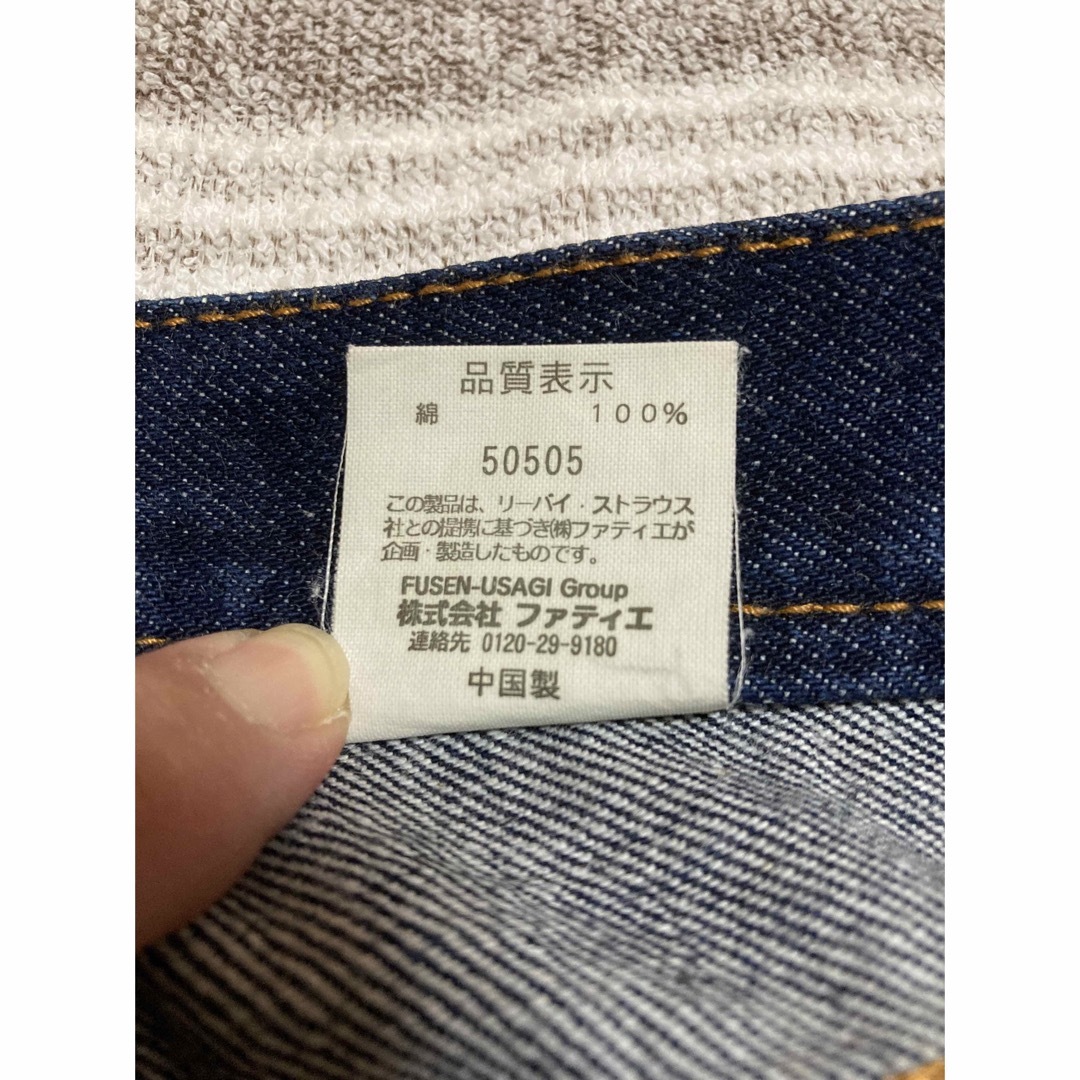 品質表示
綿 100%
50505
この製品は、リーバイ・ストラウス
社との提携に基づき㈱ファティエが
企画・製造したものです。
FUSEN-USAGI Group
株式会社 ファティエ
連絡先 0120-29-9180
中国製